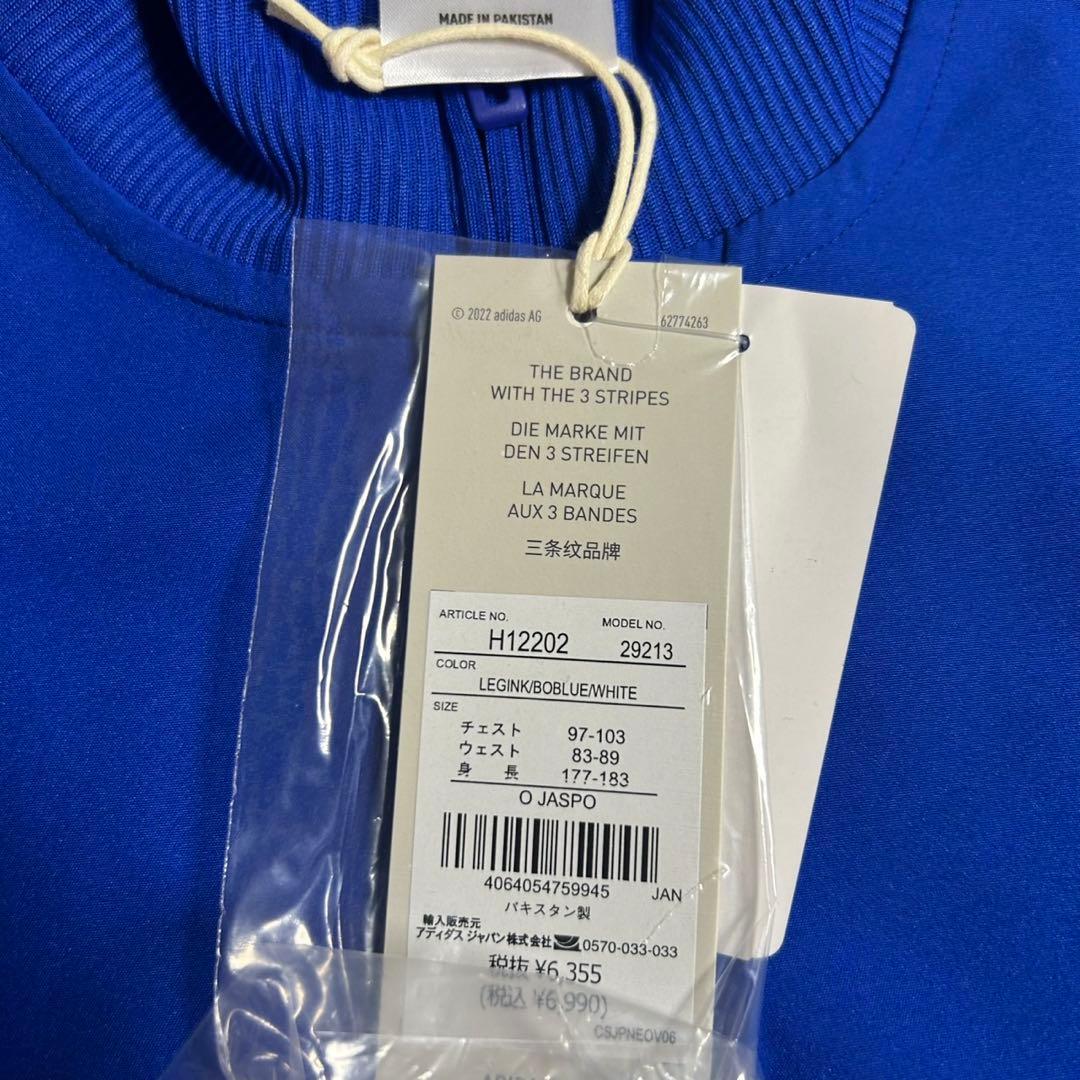 MADE IN PAKISTAN
© 2022 adidas AG
62774263
THE BRAND
WITH THE 3 STRIPES
DIE MARKE MIT
DEN 3 STREIFEN
LA MARQUE
AUX 3 BANDES
三条纹品牌
ARTICLE NO. MODEL NO.
H12202 29213
COLOR
LEGINK/BOBLUE/WHITE
SIZE
チェスト 97-103
ウェスト 83-89
身 長 177-183
O JASPO
4064054759945 JAN
パキスタン製
輸入販売元
アディダス ジャパン株式会社 0570-033-033
税抜 ¥6,355
(税込 ¥6,990)
CSJPNEOV06